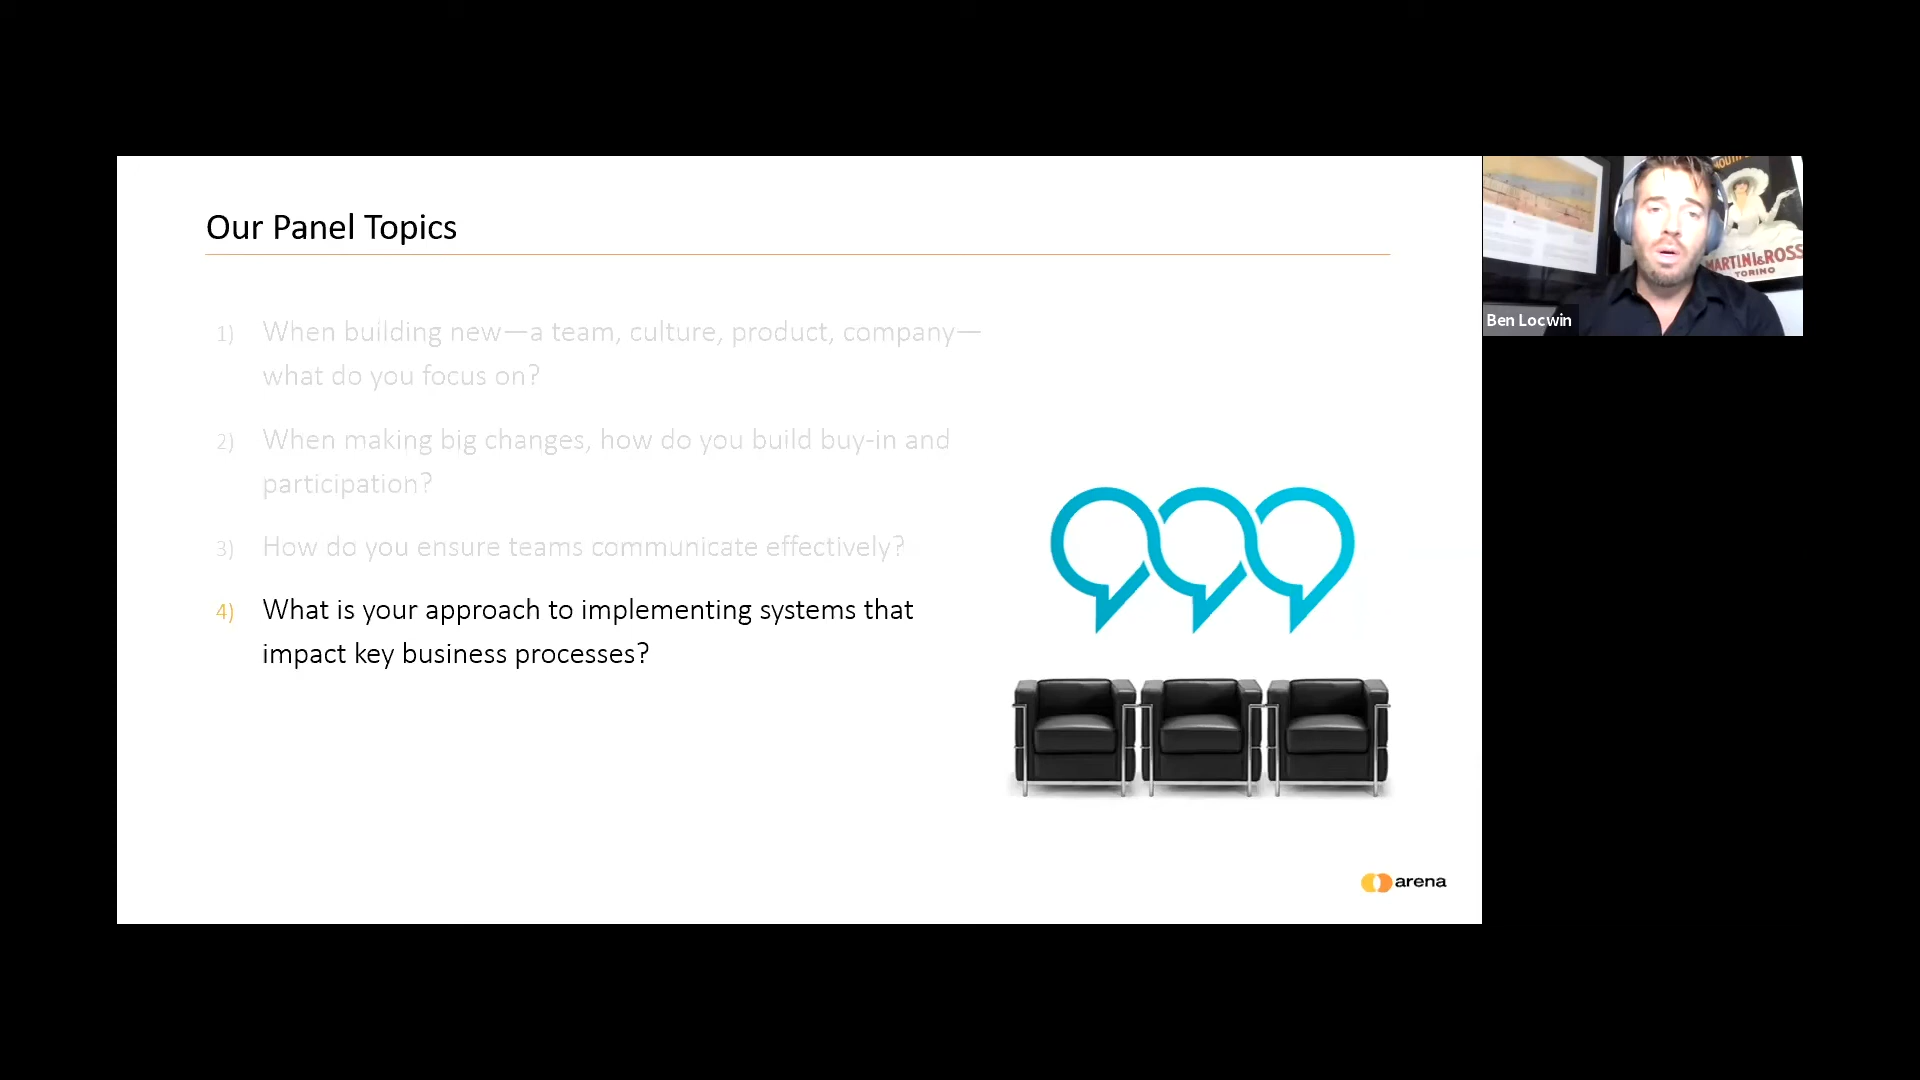 Our Panel Topics
1) When building new—a team, culture, product, company—
what do you focus on?
2) When making big changes, how do you build buy-in and
participation?
3) How do you ensure teams communicate effectively?
4) What is your approach to implementing systems that
impact key business processes?
arena
MARTINI & ROSS
TORINO
Ben Locwin